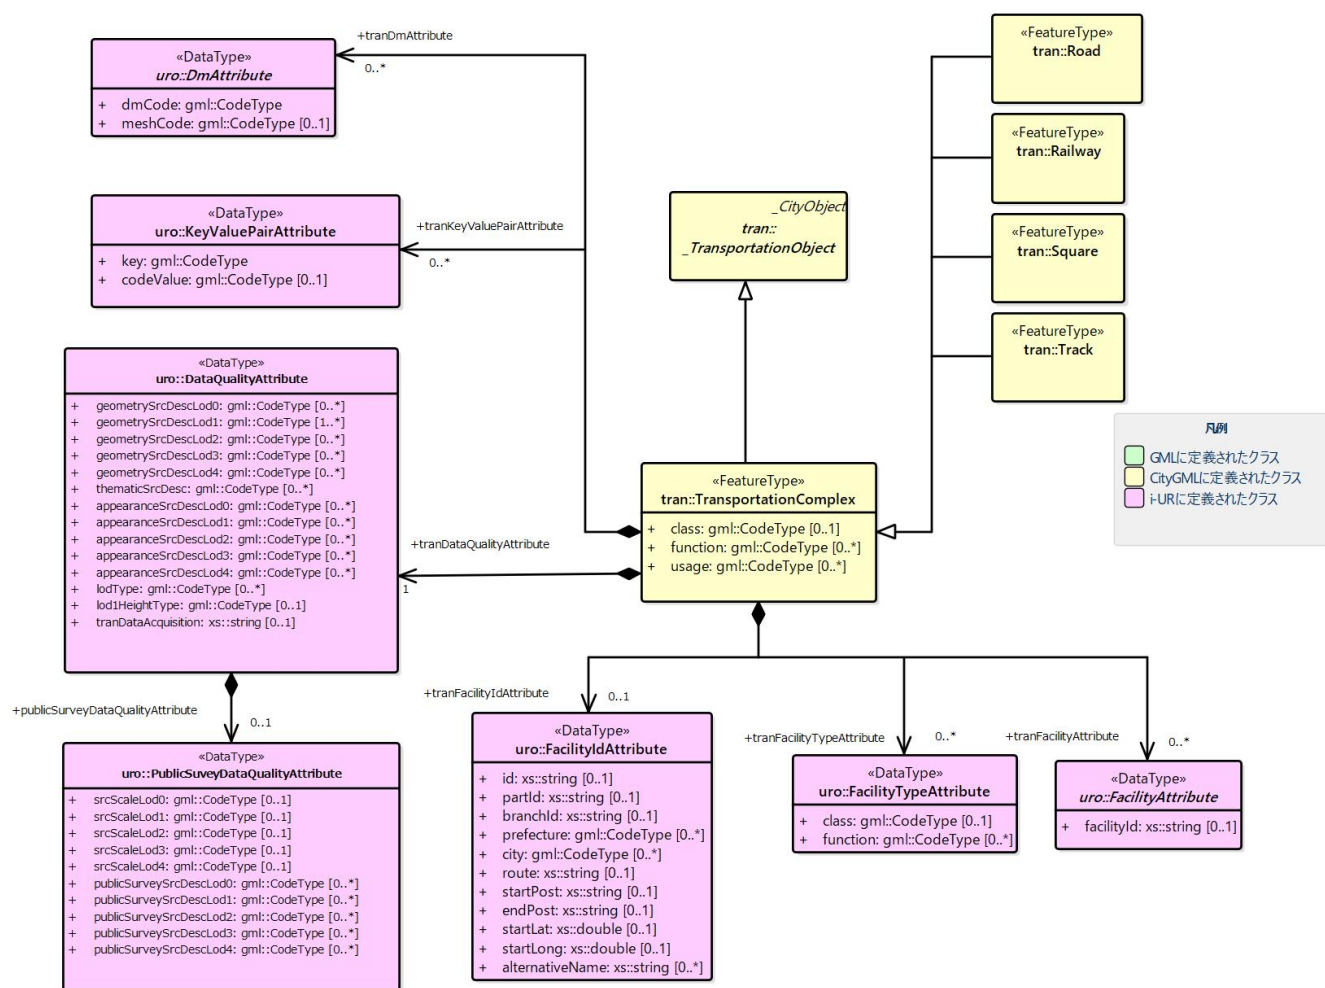 +tranDmAttribute
0..*
«DataType»
uro::DmAttribute
+ dmCode: gml::CodeType
+ meshCode: gml::CodeType [0..1]
«DataType»
uro::KeyValuePairAttribute
+ key: gml::CodeType
+ codeValue: gml::CodeType [0..1]
+tranKeyValuePairAttribute
0..*
_CityObject
tran::
_TransportationObject
«FeatureType»
tran::Road
«FeatureType»
tran::Railway
«FeatureType»
tran::Square
«FeatureType»
tran::Track
凡例
GMLに定義されたクラス
CityGMLに定義されたクラス
i-URに定義されたクラス
«DataType»
uro::DataQualityAttribute
+ geometrySrcDescLod0: gml::CodeType [0..*]
+ geometrySrcDescLod1: gml::CodeType [1..*]
+ geometrySrcDescLod2: gml::CodeType [0..*]
+ geometrySrcDescLod3: gml::CodeType [0..*]
+ geometrySrcDescLod4: gml::CodeType [0..*]
+ thematicSrcDesc: gml::CodeType [0..*]
+ appearanceSrcDescLod0: gml::CodeType [0..*]
+ appearanceSrcDescLod1: gml::CodeType [0..*]
+ appearanceSrcDescLod2: gml::CodeType [0..*]
+ appearanceSrcDescLod3: gml::CodeType [0..*]
+ appearanceSrcDescLod4: gml::CodeType [0..*]
+ lodType: gml::CodeType [0..*]
+ lod1HeightType: gml::CodeType [0..1]
+ tranDataAcquisition: xs::string [0..1]
+tranDataQualityAttribute
1
«FeatureType»
tran::TransportationComplex
+ class: gml::CodeType [0..1]
+ function: gml::CodeType [0..*]
+ usage: gml::CodeType [0..*]
+publicSurveyDataQualityAttribute
0..1
«DataType»
uro::PublicSuveyDataQualityAttribute
+ srcScaleLod0: gml::CodeType [0..1]
+ srcScaleLod1: gml::CodeType [0..1]
+ srcScaleLod2: gml::CodeType [0..1]
+ srcScaleLod3: gml::CodeType [0..1]
+ srcScaleLod4: gml::CodeType [0..1]
+ publicSurveySrcDescLod0: gml::CodeType [0..*]
+ publicSurveySrcDescLod1: gml::CodeType [0..*]
+ publicSurveySrcDescLod2: gml::CodeType [0..*]
+ publicSurveySrcDescLod3: gml::CodeType [0..*]
+ publicSurveySrcDescLod4: gml::CodeType [0..*]
+tranFacilityIdAttribute
0..1
«DataType»
uro::FacilityIdAttribute
+ id: xs::string [0..1]
+ partId: xs::string [0..1]
+ branchId: xs::string [0..1]
+ prefecture: gml::CodeType [0..*]
+ city: gml::CodeType [0..*]
+ route: xs::string [0..1]
+ startPost: xs::string [0..1]
+ endPost: xs::string [0..1]
+ startLat: xs::double [0..1]
+ startLong: xs::double [0..1]
+ alternativeName: xs::string [0..*]
+tranFacilityTypeAttribute
0..*
«DataType»
uro::FacilityTypeAttribute
+ class: gml::CodeType [0..1]
+ function: gml::CodeType [0..*]
+tranFacilityAttribute
0..*
«DataType»
uro::FacilityAttribute
+ facilityId: xs::string [0..1]